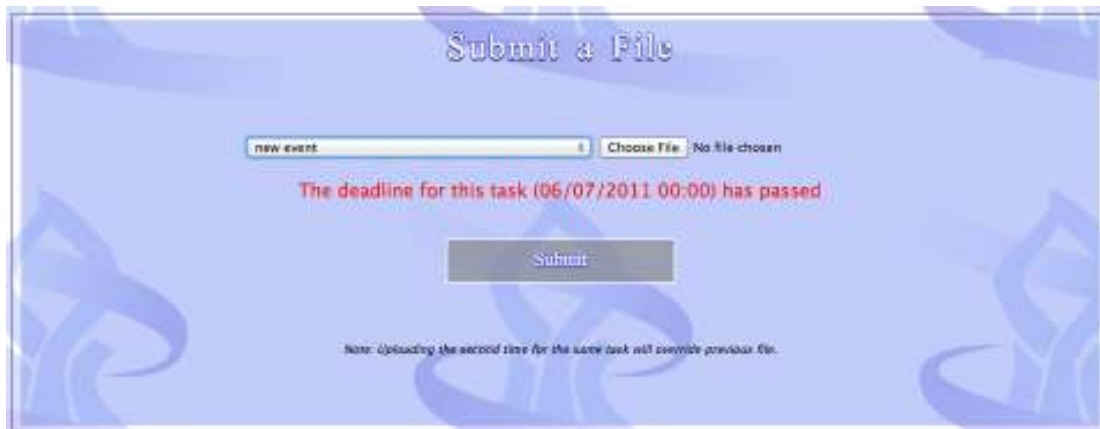 Submit a File
new event Choose File No file chosen
The deadline for this task (06/07/2011 00:00) has passed
Submit
Note: Uploading the second time for the same task will override previous file.